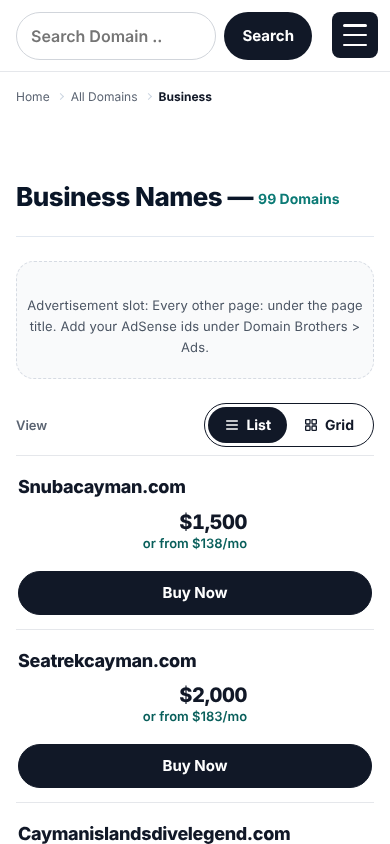 Search Domain ..
Search
Home > All Domains > Business
Business Names — 99 Domains
Advertisement slot: Every other page: under the page
title. Add your AdSense ids under Domain Brothers >
Ads.
View
List
Grid
Snubacayman.com
$1,500
or from $138/mo
Buy Now
Seatrekcayman.com
$2,000
or from $183/mo
Buy Now
Caymanislandsdivelegend.com